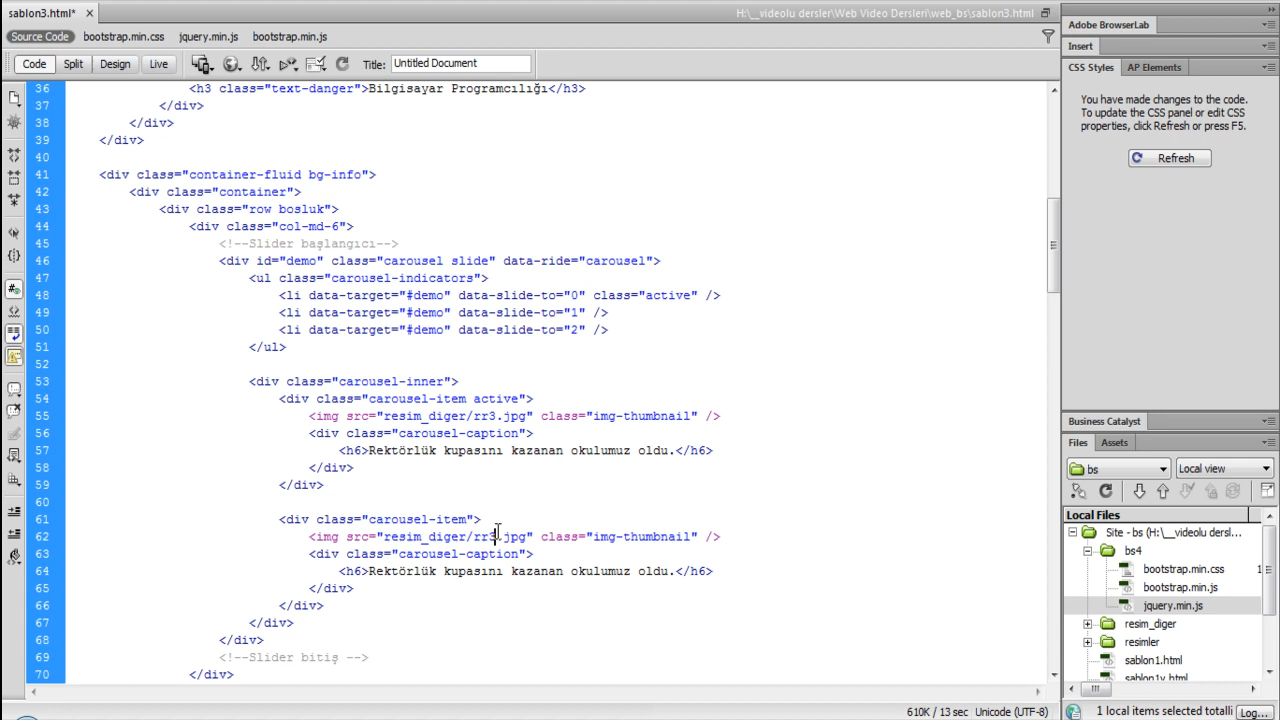 sablon3.html*
H:\__videolu dersler\Web Video Dersleri\web_bs\sablon3.html
Source Code bootstrap.min.css jquery.min.js bootstrap.min.js
Code Split Design Live Title: Untitled Document
36 <h3 class="text-danger">Bilgisayar Programcılığı</h3>
37 </div>
38 </div>
39 </div>
40
41 <div class="container-fluid bg-info">
42 <div class="container">
43 <div class="row bosluk">
44 <div class="col-md-6">
45 <!--Slider başlangıcı-->
46 <div id="demo" class="carousel slide" data-ride="carousel">
47 <ul class="carousel-indicators">
48 <li data-target="#demo" data-slide-to="0" class="active" />
49 <li data-target="#demo" data-slide-to="1" />
50 <li data-target="#demo" data-slide-to="2" />
51 </ul>
52
53 <div class="carousel-inner">
54 <div class="carousel-item active">
55 <img src="resim_diger/rr3.jpg" class="img-thumbnail" />
56 <div class="carousel-caption">
57 <h6>Rektörlük kupasını kazanan okulumuz oldu.</h6>
58 </div>
59 </div>
60
61 <div class="carousel-item">
62 <img src="resim_diger/rr3.jpg" class="img-thumbnail" />
63 <div class="carousel-caption">
64 <h6>Rektörlük kupasını kazanan okulumuz oldu.</h6>
65 </div>
66 </div>
67 </div>
68 </div>
69 <!--Slider bitiş -->
70 </div>
610K / 13 sec Unicode (UTF-8)
Adobe BrowserLab
Insert
CSS Styles AP Elements
You have made changes to the code.
To update the CSS panel or edit CSS
properties, click Refresh or press F5.
Refresh
Business Catalyst
Files Assets
bs Local view
Local Files
Site - bs (H:\__videolu dersl...
bs4
bootstrap.min.css 1
bootstrap.min.js
jquery.min.js
resim_diger
resimler
sablon1.html
sablon1y.html
1 local items selected totalli Log...